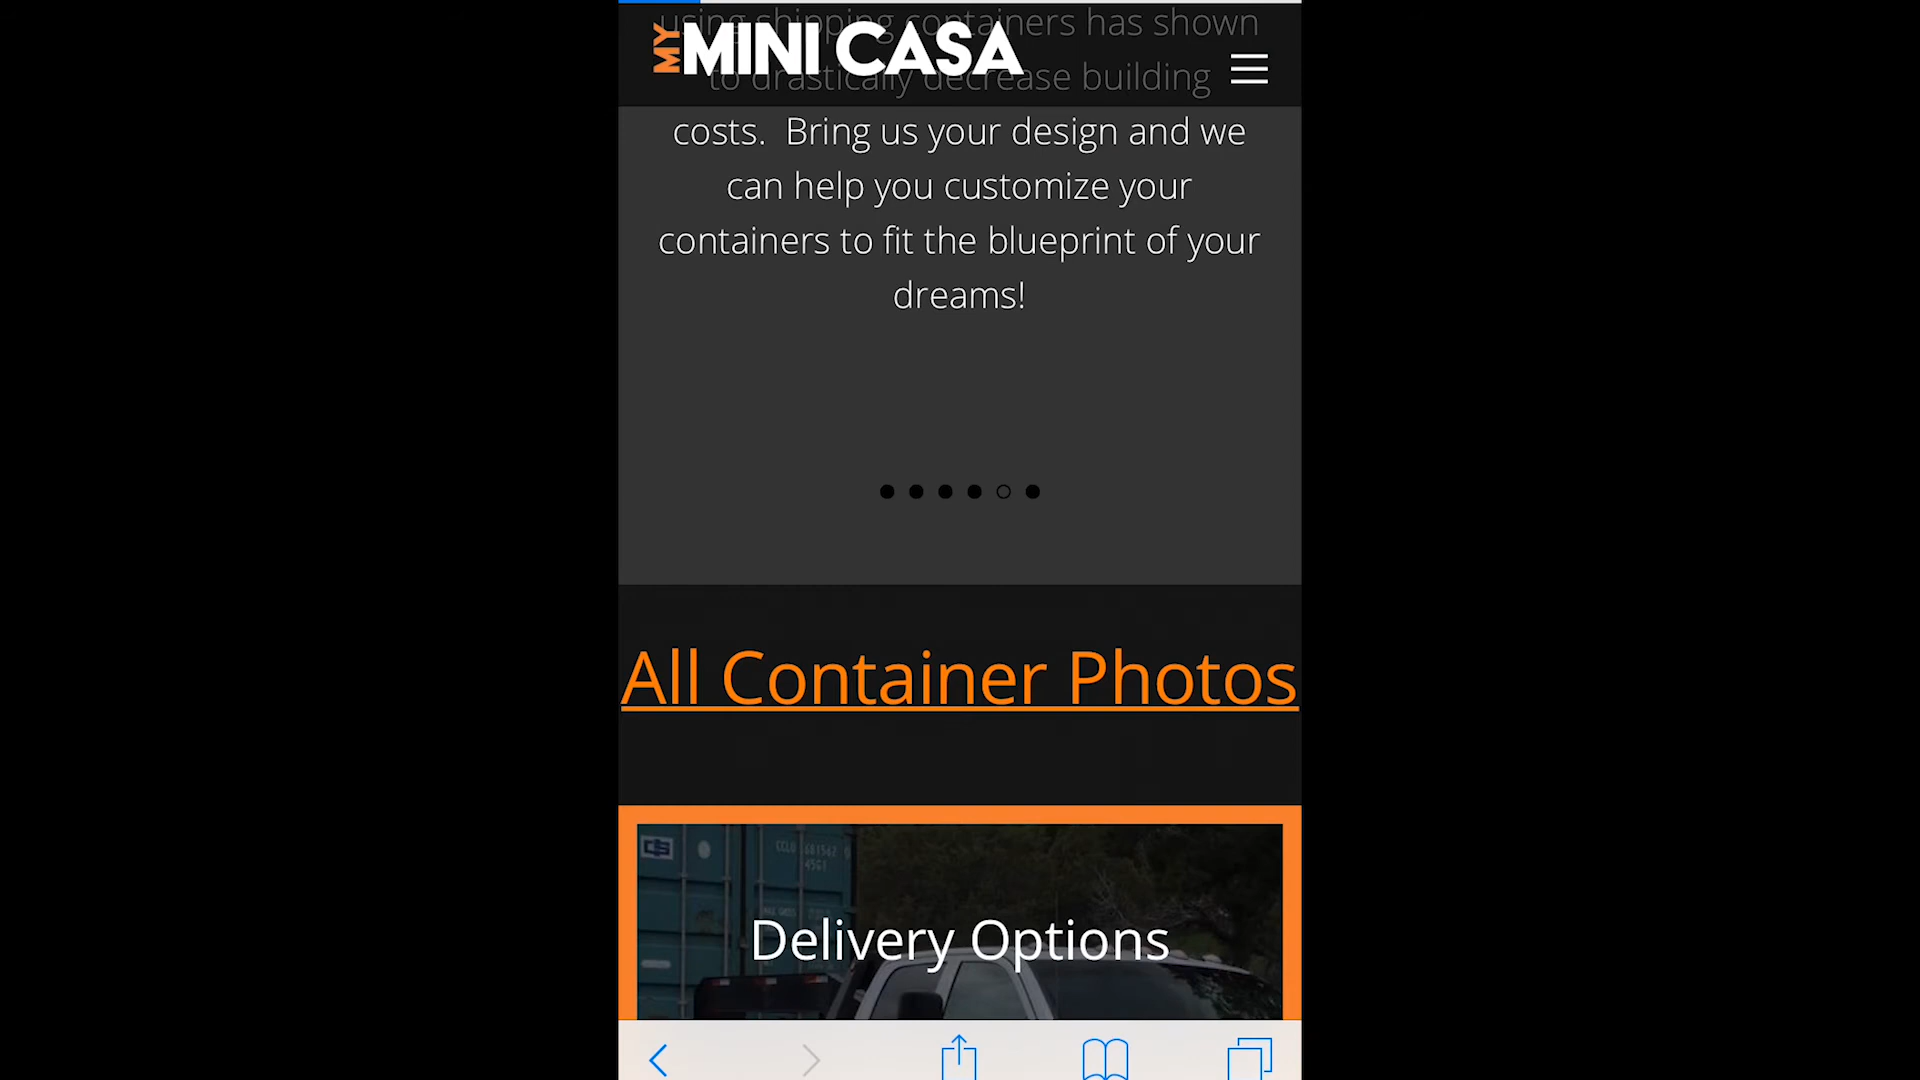 using shipping containers has shown
MY MINI CASA
to drastically decrease building
costs.  Bring us your design and we
can help you customize your
containers to fit the blueprint of your
dreams!
All Container Photos
45G1
Delivery Options